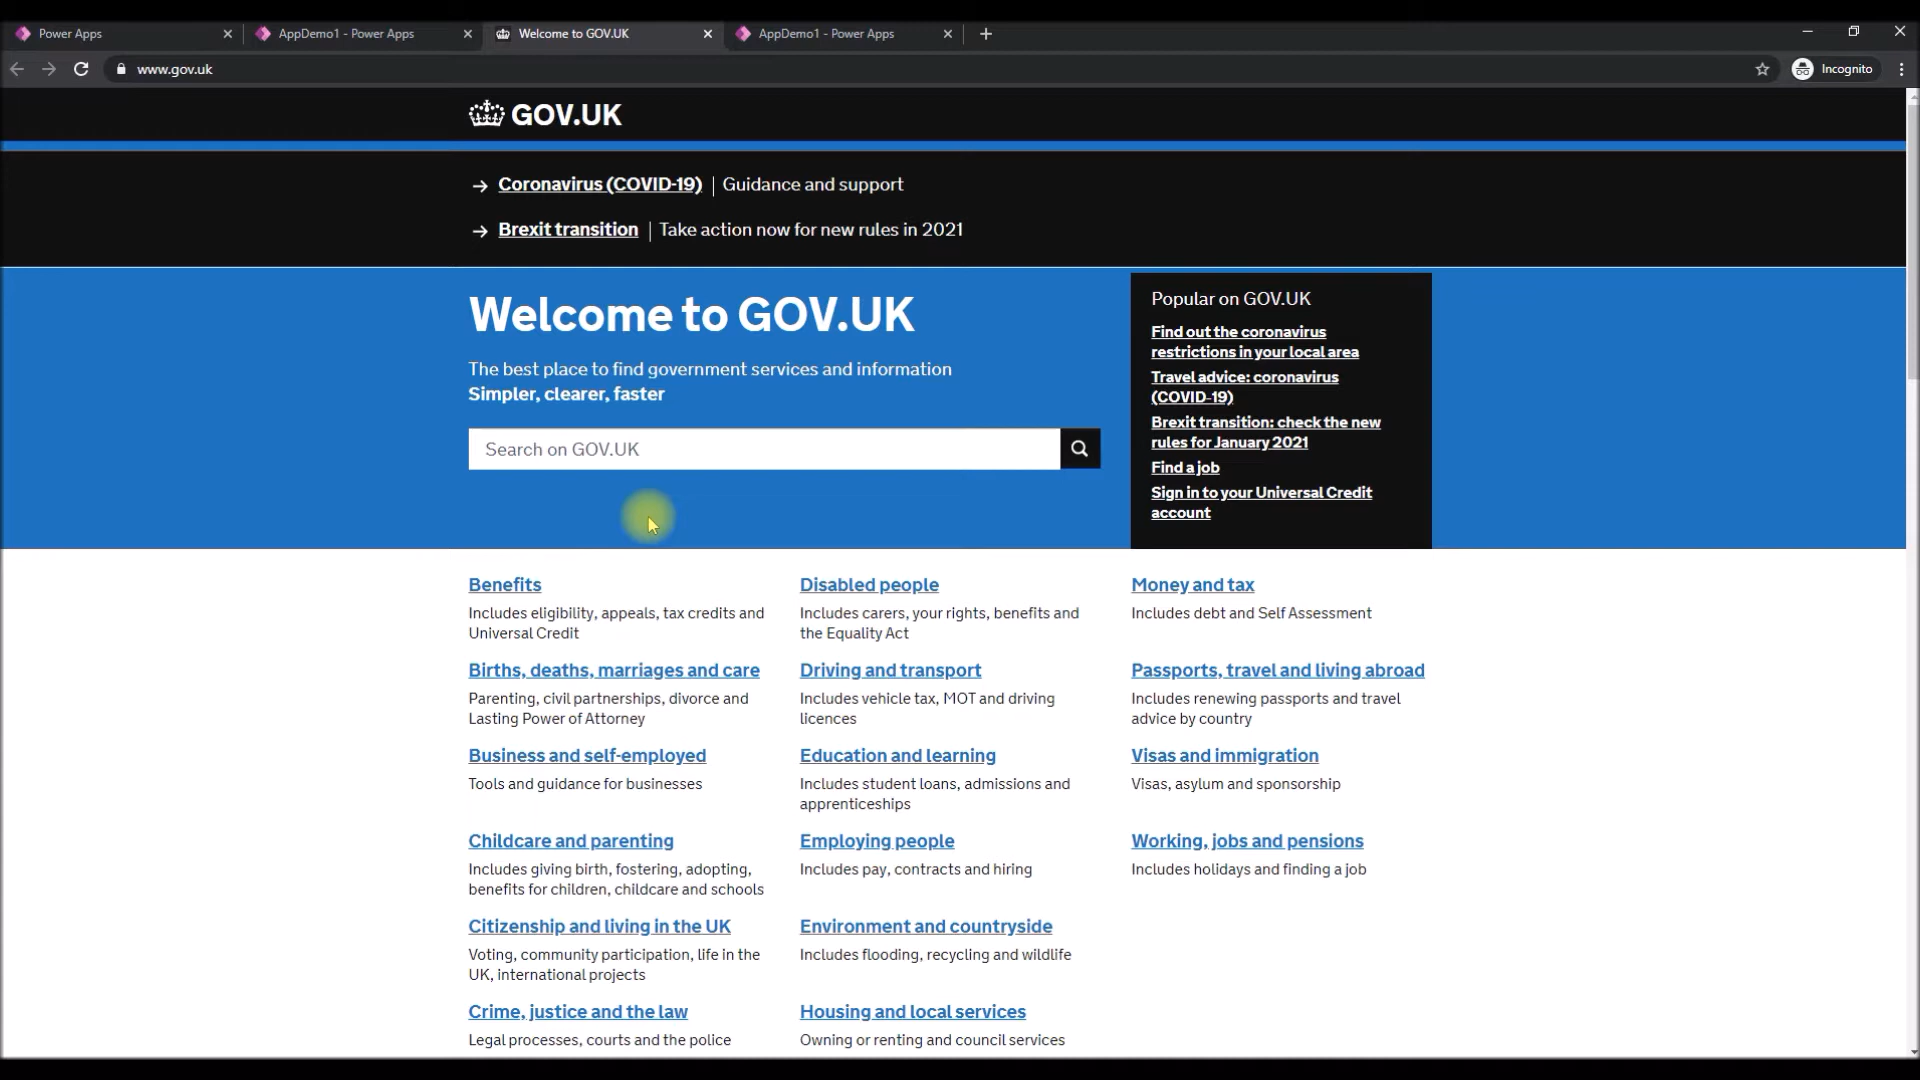 Power Apps
AppDemo1 - Power Apps
Welcome to GOV.UK
AppDemo1 - Power Apps
www.gov.uk
Incognito
GOV.UK
Coronavirus (COVID-19) | Guidance and support
Brexit transition | Take action now for new rules in 2021
Welcome to GOV.UK
The best place to find government services and information
Simpler, clearer, faster
Search on GOV.UK
Popular on GOV.UK
Find out the coronavirus
restrictions in your local area
Travel advice: coronavirus
(COVID-19)
Brexit transition: check the new
rules for January 2021
Find a job
Sign in to your Universal Credit
account
Benefits
Includes eligibility, appeals, tax credits and
Universal Credit
Births, deaths, marriages and care
Parenting, civil partnerships, divorce and
Lasting Power of Attorney
Business and self-employed
Tools and guidance for businesses
Childcare and parenting
Includes giving birth, fostering, adopting,
benefits for children, childcare and schools
Citizenship and living in the UK
Voting, community participation, life in the
UK, international projects
Crime, justice and the law
Legal processes, courts and the police
Disabled people
Includes carers, your rights, benefits and
the Equality Act
Driving and transport
Includes vehicle tax, MOT and driving
licences
Education and learning
Includes student loans, admissions and
apprenticeships
Employing people
Includes pay, contracts and hiring
Environment and countryside
Includes flooding, recycling and wildlife
Housing and local services
Owning or renting and council services
Money and tax
Includes debt and Self Assessment
Passports, travel and living abroad
Includes renewing passports and travel
advice by country
Visas and immigration
Visas, asylum and sponsorship
Working, jobs and pensions
Includes holidays and finding a job